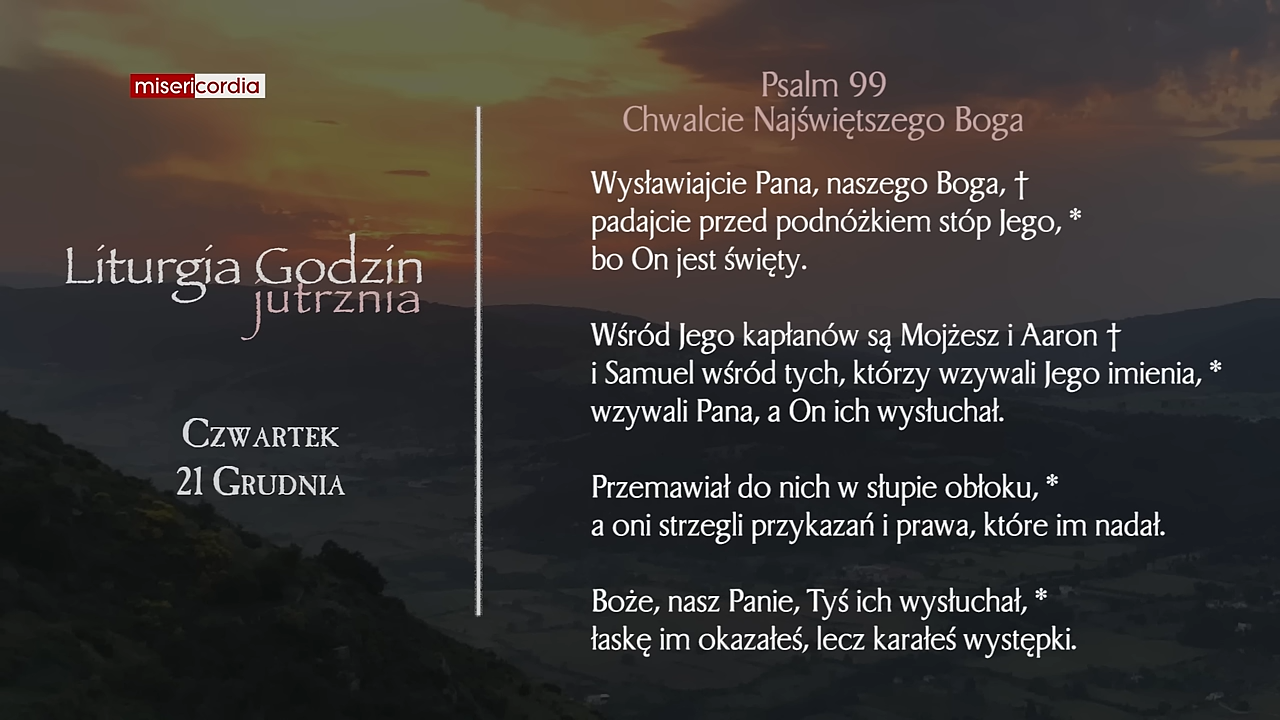 misericordia
Liturgia Godzin
jutrznia
Czwartek
21 Grudnia
Psalm 99
Chwalcie Najświętszego Boga
Wysławiajcie Pana, naszego Boga, †
padajcie przed podnóżkiem stóp Jego, *
bo On jest święty.
Wśród Jego kapłanów są Mojżesz i Aaron †
i Samuel wśród tych, którzy wzywali Jego imienia, *
wzywali Pana, a On ich wysłuchał.
Przemawiał do nich w słupie obłoku, *
a oni strzegli przykazań i prawa, które im nadał.
Boże, nasz Panie, Tyś ich wysłuchał, *
łaskę im okazałeś, lecz karałeś występki.